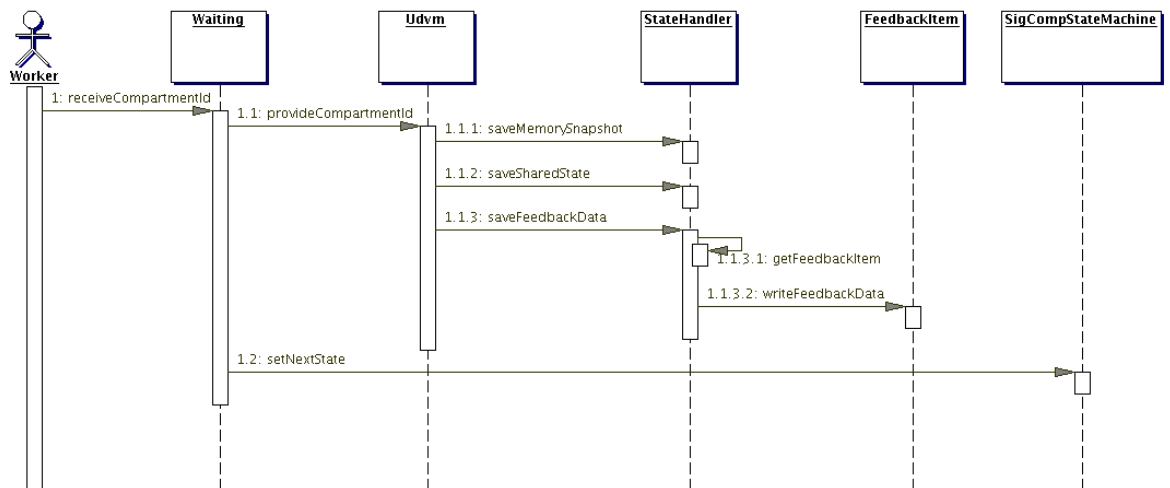 Worker
Waiting
Udvm
StateHandler
FeedbackItem
SigCompStateMachine
1: receiveCompartmentId
1.1: provideCompartmentId
1.1.1: saveMemorySnapshot
1.1.2: saveSharedState
1.1.3: saveFeedbackData
1.1.3.1: getFeedbackItem
1.1.3.2: writeFeedbackData
1.2: setNextState